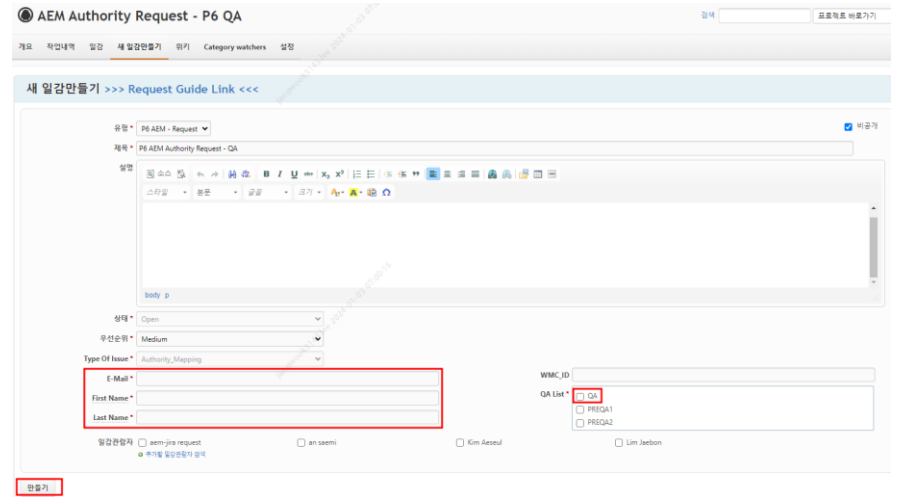 AEM Authority Request - P6 QA
검색
프로젝트 바로가기
개요 작업내역 일감 새 일감만들기 위키 Category watchers 설정
새 일감만들기 >>> Request Guide Link <<<
유형 * P6 AEM - Request
비공개
제목 * P6 AEM Authority Request - QA
설명
스타일 본문 글꼴 크기
body p
상태 * Open
우선순위 * Medium
Type Of Issue * Authority_Mapping
E-Mail *
WMC_ID
First Name *
QA List * QA
PREQA1
Last Name *
PREQA2
일감관람자 aem-jira request an saemi Kim Aeseul Lim Jaebon
추가할 일감관람자 검색
만들기